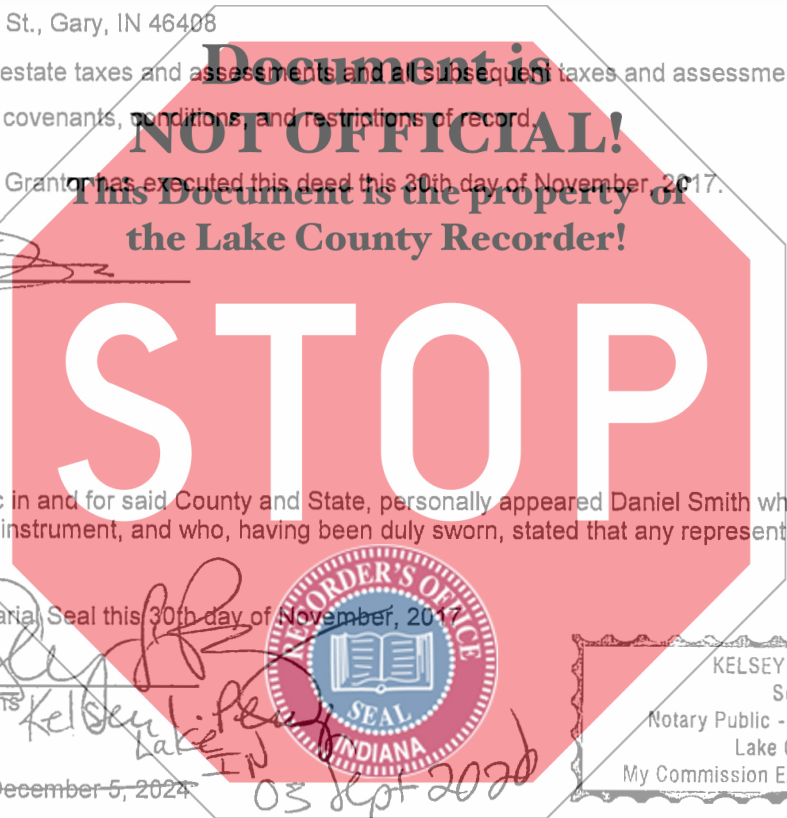 St., Gary, IN 46408
Document is
estate taxes and assessments and all subsequent taxes and assessme
covenants, conditions, and restrictions of record.
NOT OFFICIAL!
Grantor has executed this deed this 30th day of November, 2017.
This Document is the property of
the Lake County Recorder!
STOP
c in and for said County and State, personally appeared Daniel Smith wh
instrument, and who, having been duly sworn, stated that any represent
RECORDER'S OFFICE
SEAL
INDIANA
arial Seal this 30th day of November, 2017
KELSEY
Se
Notary Public -
Lake C
My Commission E
Kelsey L.
Lake IN
December 5, 2024
03 Sept 2020